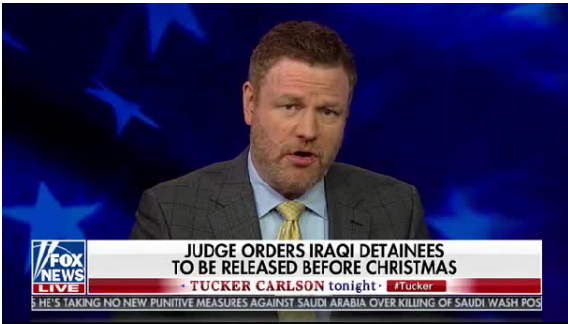 JUDGE ORDERS IRAQI DETAINEES
TO BE RELEASED BEFORE CHRISTMAS
FOX
NEWS
LIVE
TUCKER CARLSON tonight
#Tucker
HE'S TAKING NO NEW PUNITIVE MEASURES AGAINST SAUDI ARABIA OVER KILLING OF SAUDI WASH POS